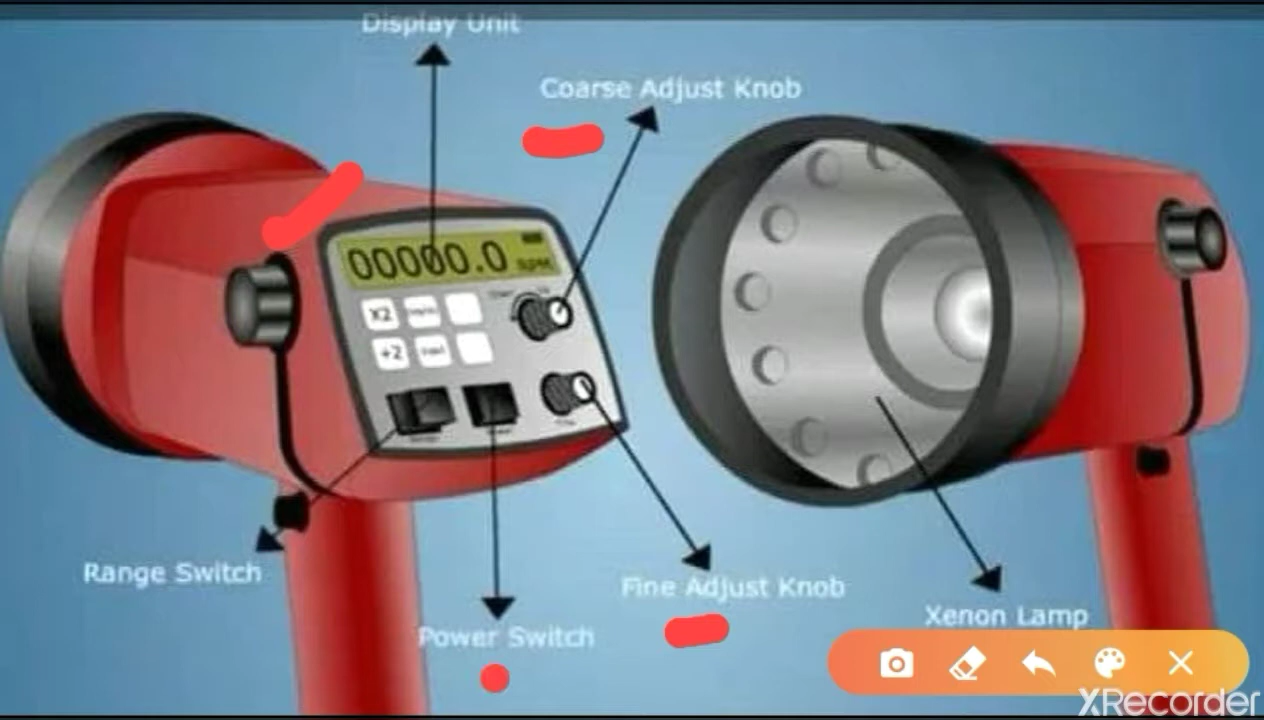 Display Unit
Coarse Adjust Knob
00000.0 RPM
X2
÷2
Range Switch
Fine Adjust Knob
Power Switch
Xenon Lamp
XRecorder